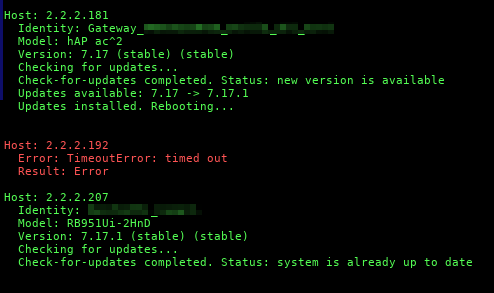 Host: 2.2.2.181
Identity: Gateway_
Model: hAP ac^2
Version: 7.17 (stable) (stable)
Checking for updates...
Check-for-updates completed. Status: new version is available
Updates available: 7.17 -> 7.17.1
Updates installed. Rebooting...
Host: 2.2.2.192
Error: TimeoutError: timed out
Result: Error
Host: 2.2.2.207
Identity:
Model: RB951Ui-2HnD
Version: 7.17.1 (stable) (stable)
Checking for updates...
Check-for-updates completed. Status: system is already up to date